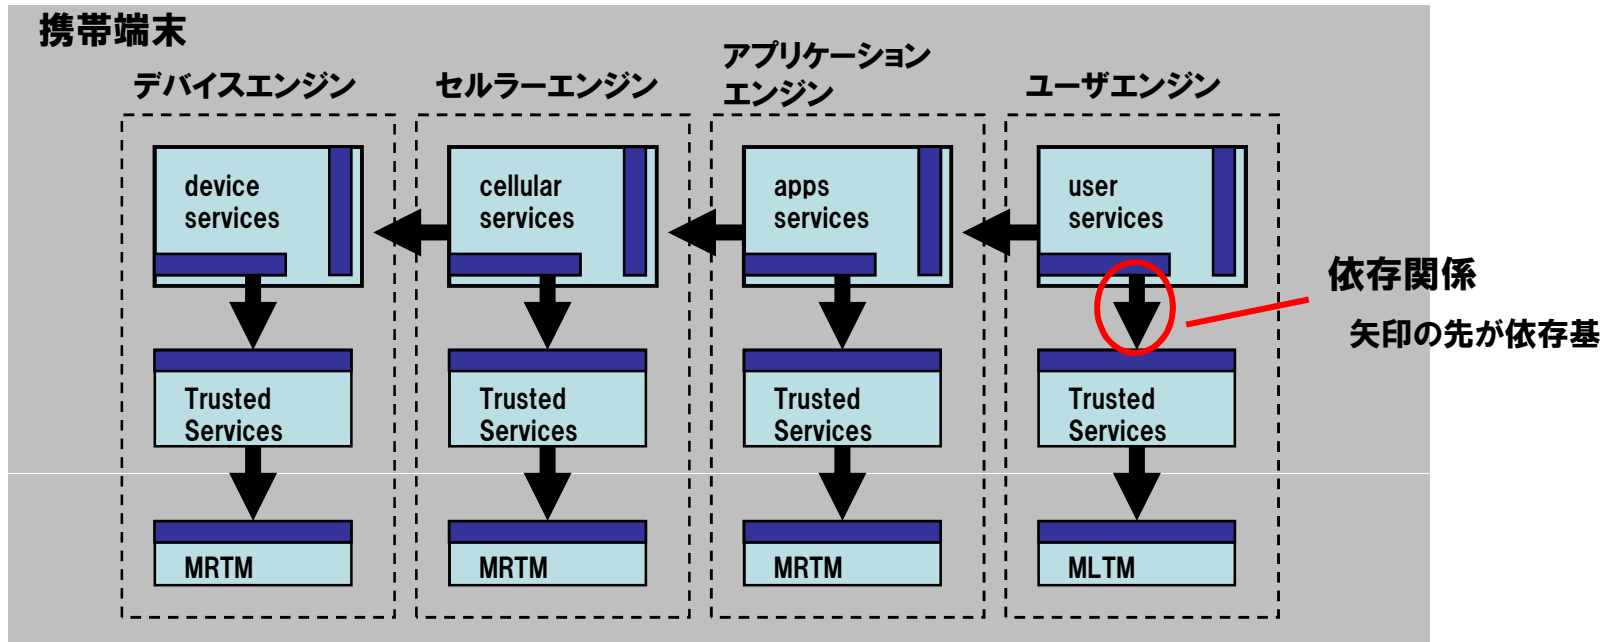 携帯端末
デバイスエンジン
セルラーエンジン
アプリケーション
エンジン
ユーザエンジン
device
services
cellular
services
apps
services
user
services
依存関係
矢印の先が依存基
Trusted
Services
Trusted
Services
Trusted
Services
Trusted
Services
MRTM
MRTM
MRTM
MLTM